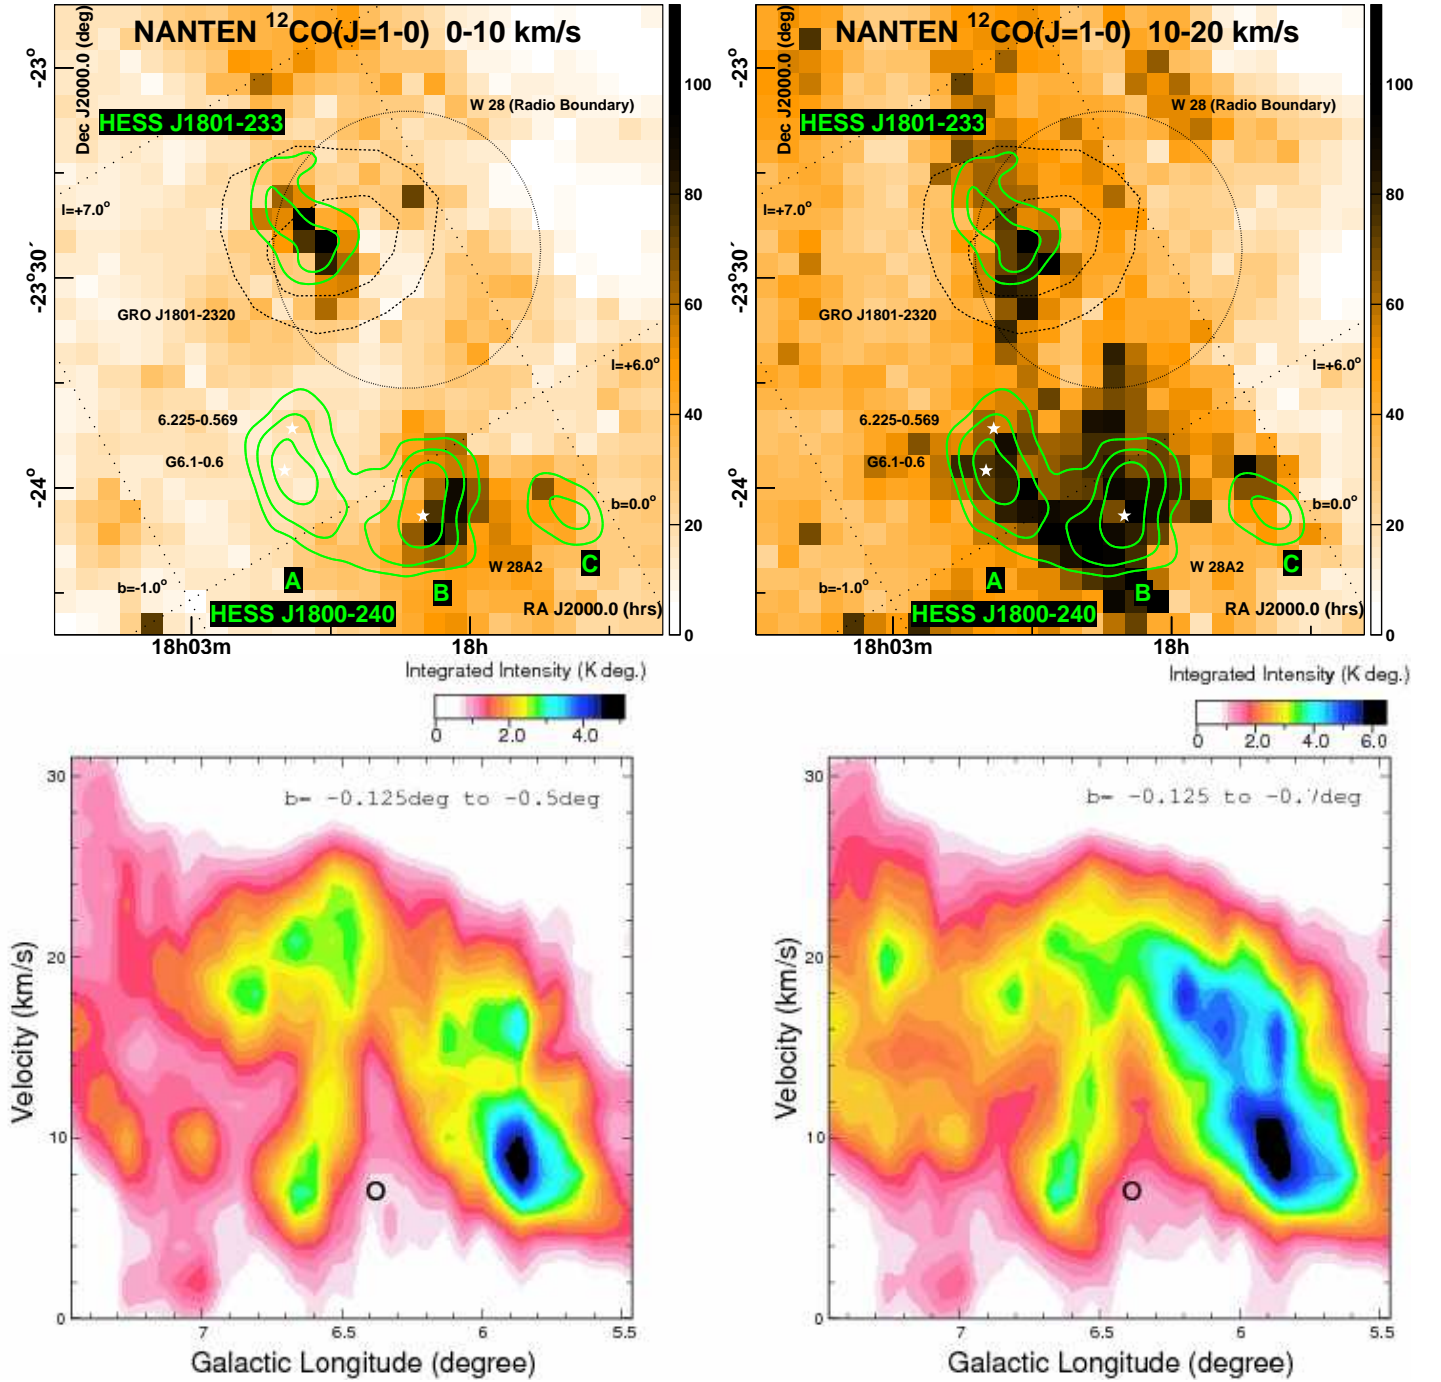 NANTEN ¹²CO(J=1-0) 0-10 km/s
Dec J2000.0 (deg)
W 28 (Radio Boundary)
HESS J1801-233
l=+7.0°
GRO J1801-2320
l=+6.0°
6.225-0.569
G6.1-0.6
b=0.0°
W 28A2
A
B
C
b=-1.0°
HESS J1800-240
RA J2000.0 (hrs)
-23°
-23°30´
-24°
18h03m
18h
100
80
60
40
20
0
NANTEN ¹²CO(J=1-0) 10-20 km/s
Dec J2000.0 (deg)
W 28 (Radio Boundary)
HESS J1801-233
l=+7.0°
GRO J1801-2320
l=+6.0°
6.225-0.569
G6.1-0.6
b=0.0°
W 28A2
A
B
C
b=-1.0°
HESS J1800-240
RA J2000.0 (hrs)
-23°
-23°30´
-24°
18h03m
18h
100
80
60
40
20
0
Integrated Intensity (K deg.)
0 2.0 4.0
b= -0.125deg to -0.5deg
Velocity (km/s)
30
20
10
0
O
7 6.5 6 5.5
Galactic Longitude (degree)
Integrated Intensity (K deg.)
0 2.0 4.0 6.0
b= -0.125 to -0.7deg
Velocity (km/s)
30
20
10
0
O
7 6.5 6 5.5
Galactic Longitude (degree)